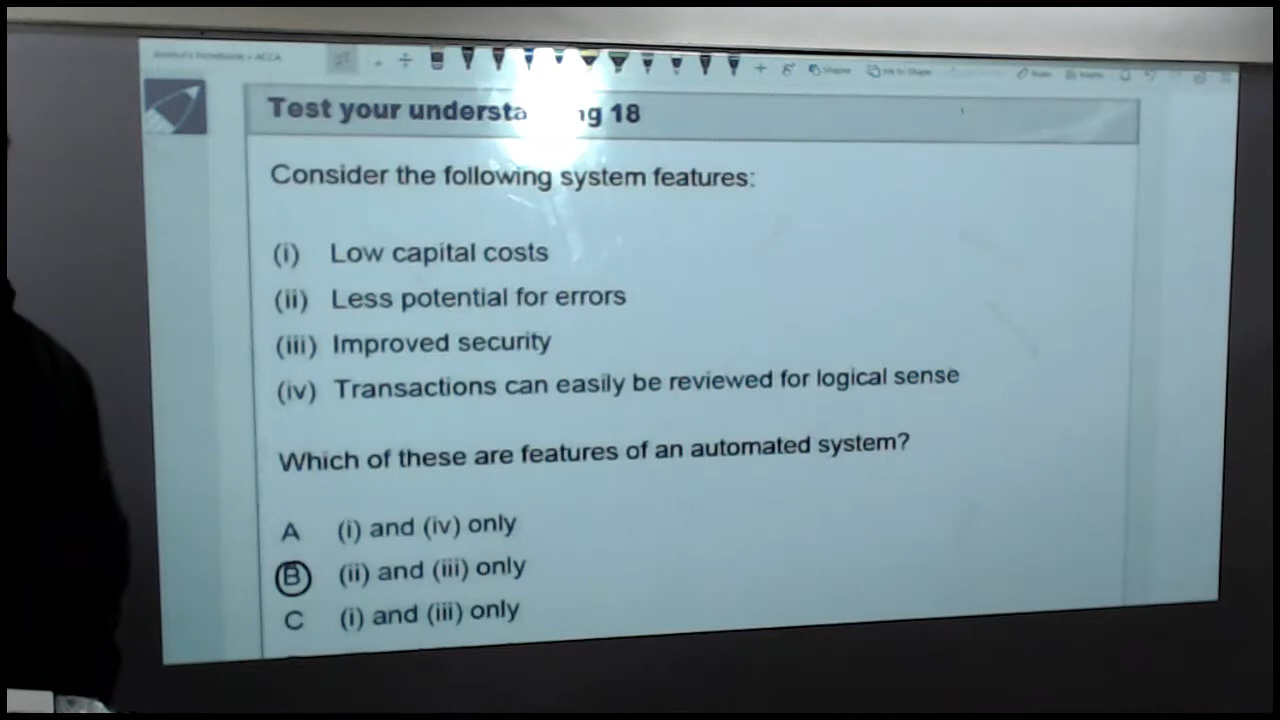 Test your understa ng 18
Consider the following system features:
(i) Low capital costs
(ii) Less potential for errors
(iii) Improved security
(iv) Transactions can easily be reviewed for logical sense
Which of these are features of an automated system?
A (i) and (iv) only
B (ii) and (iii) only
C (i) and (iii) only